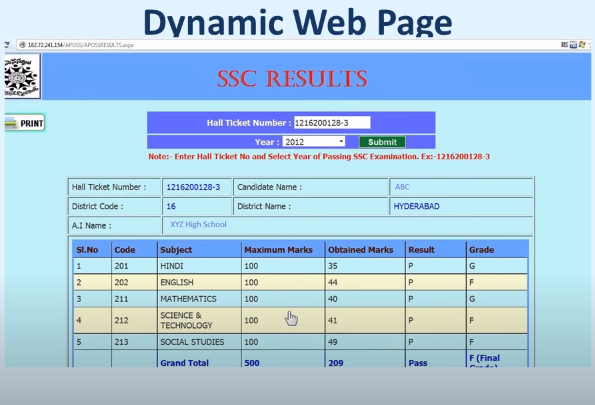 Dynamic Web Page
182.72.241.154/APOSS/APOSSRESULTS.aspx
SSC RESULTS
PRINT
Hall Ticket Number : 1216200128-3
Year : 2012 Submit
Note:- Enter Hall Ticket No and Select Year of Passing SSC Examination. Ex:-1216200128-3
Hall Ticket Number : 1216200128-3 Candidate Name : ABC
District Code : 16 District Name : HYDERABAD
A.I Name : XYZ High School
Sl.No Code Subject Maximum Marks Obtained Marks Result Grade
1 201 HINDI 100 35 P G
2 202 ENGLISH 100 44 P F
3 211 MATHEMATICS 100 40 P G
4 212 SCIENCE & TECHNOLOGY 100 41 P F
5 213 SOCIAL STUDIES 100 49 P F
Grand Total 500 209 Pass F (Final Grade)